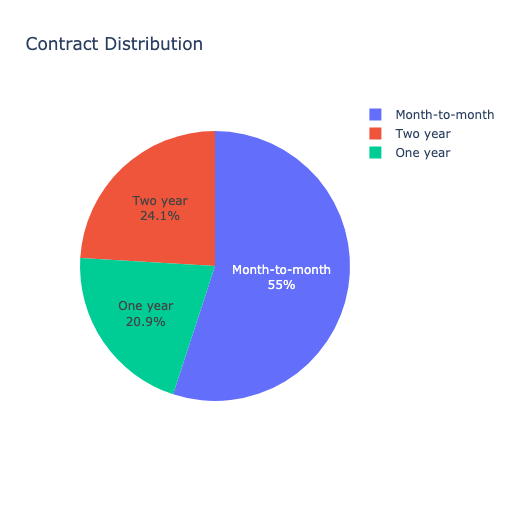 Contract Distribution
Month-to-month
Two year
One year
Two year
24.1%
Month-to-month
55%
One year
20.9%